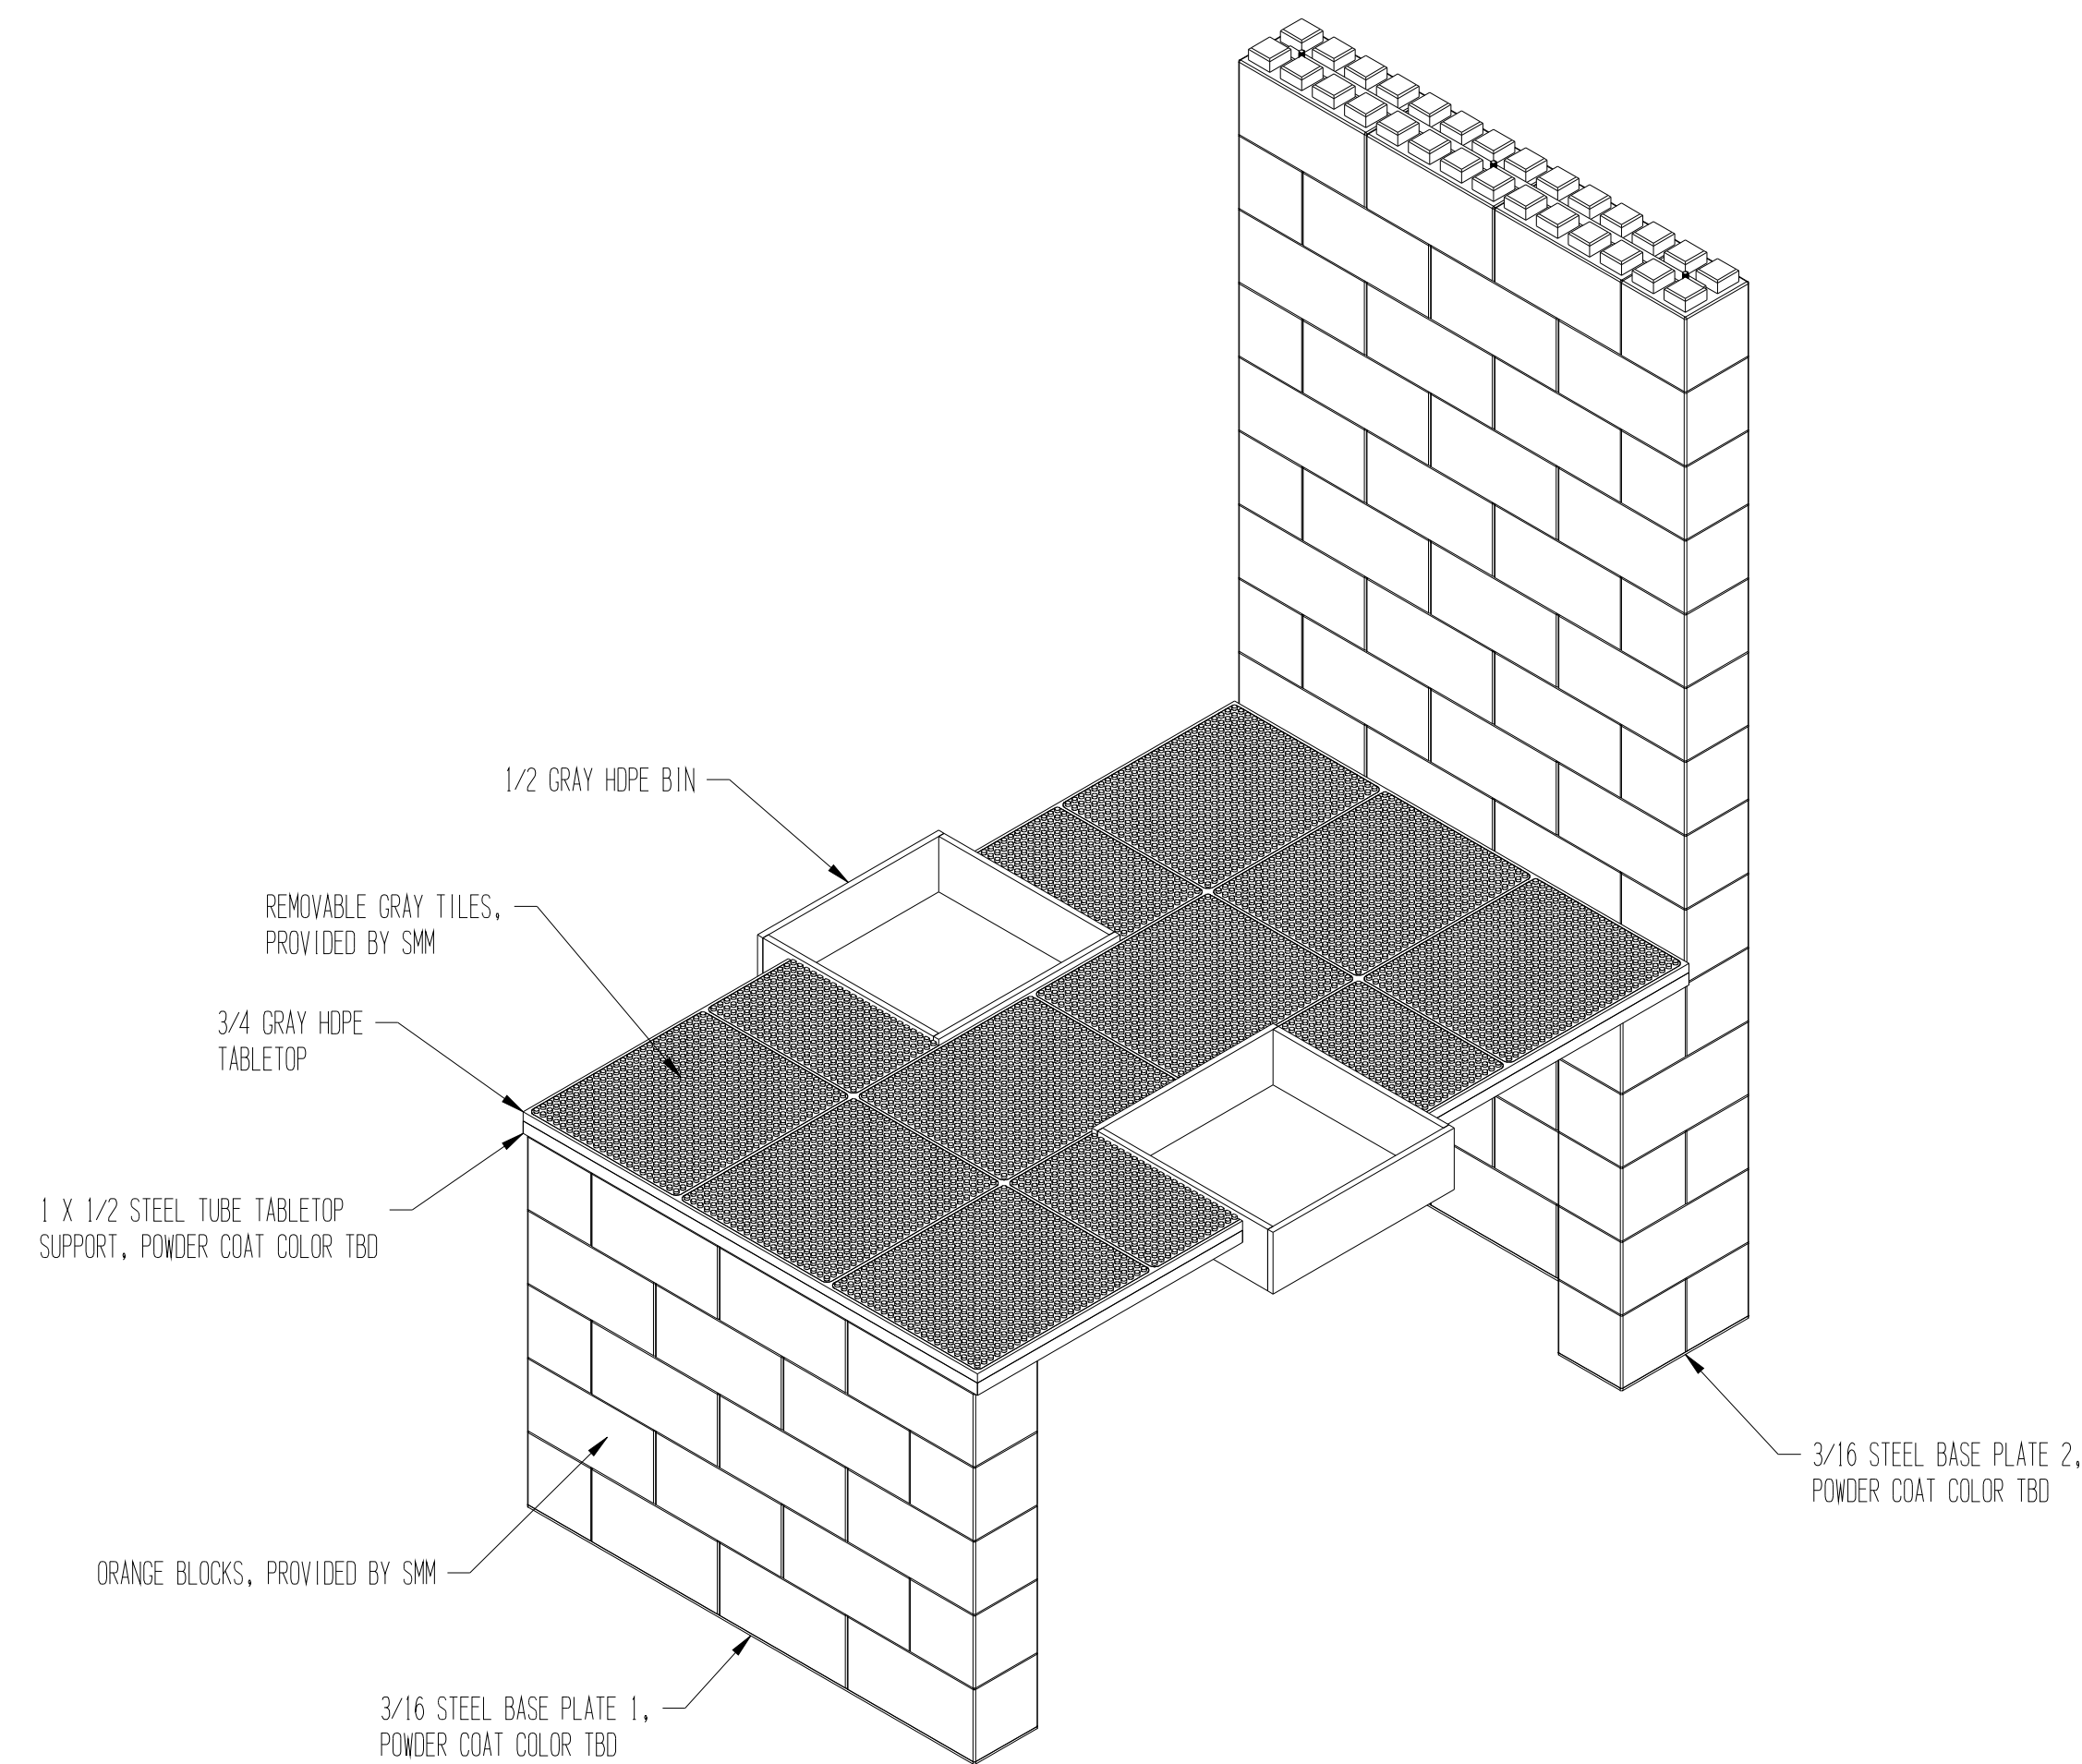 1/2 GRAY HDPE BIN
REMOVABLE GRAY TILES,
PROVIDED BY SMM
3/4 GRAY HDPE
TABLETOP
1 X 1/2 STEEL TUBE TABLETOP
SUPPORT, POWDER COAT COLOR TBD
3/16 STEEL BASE PLATE 2,
POWDER COAT COLOR TBD
ORANGE BLOCKS, PROVIDED BY SMM
3/16 STEEL BASE PLATE 1,
POWDER COAT COLOR TBD